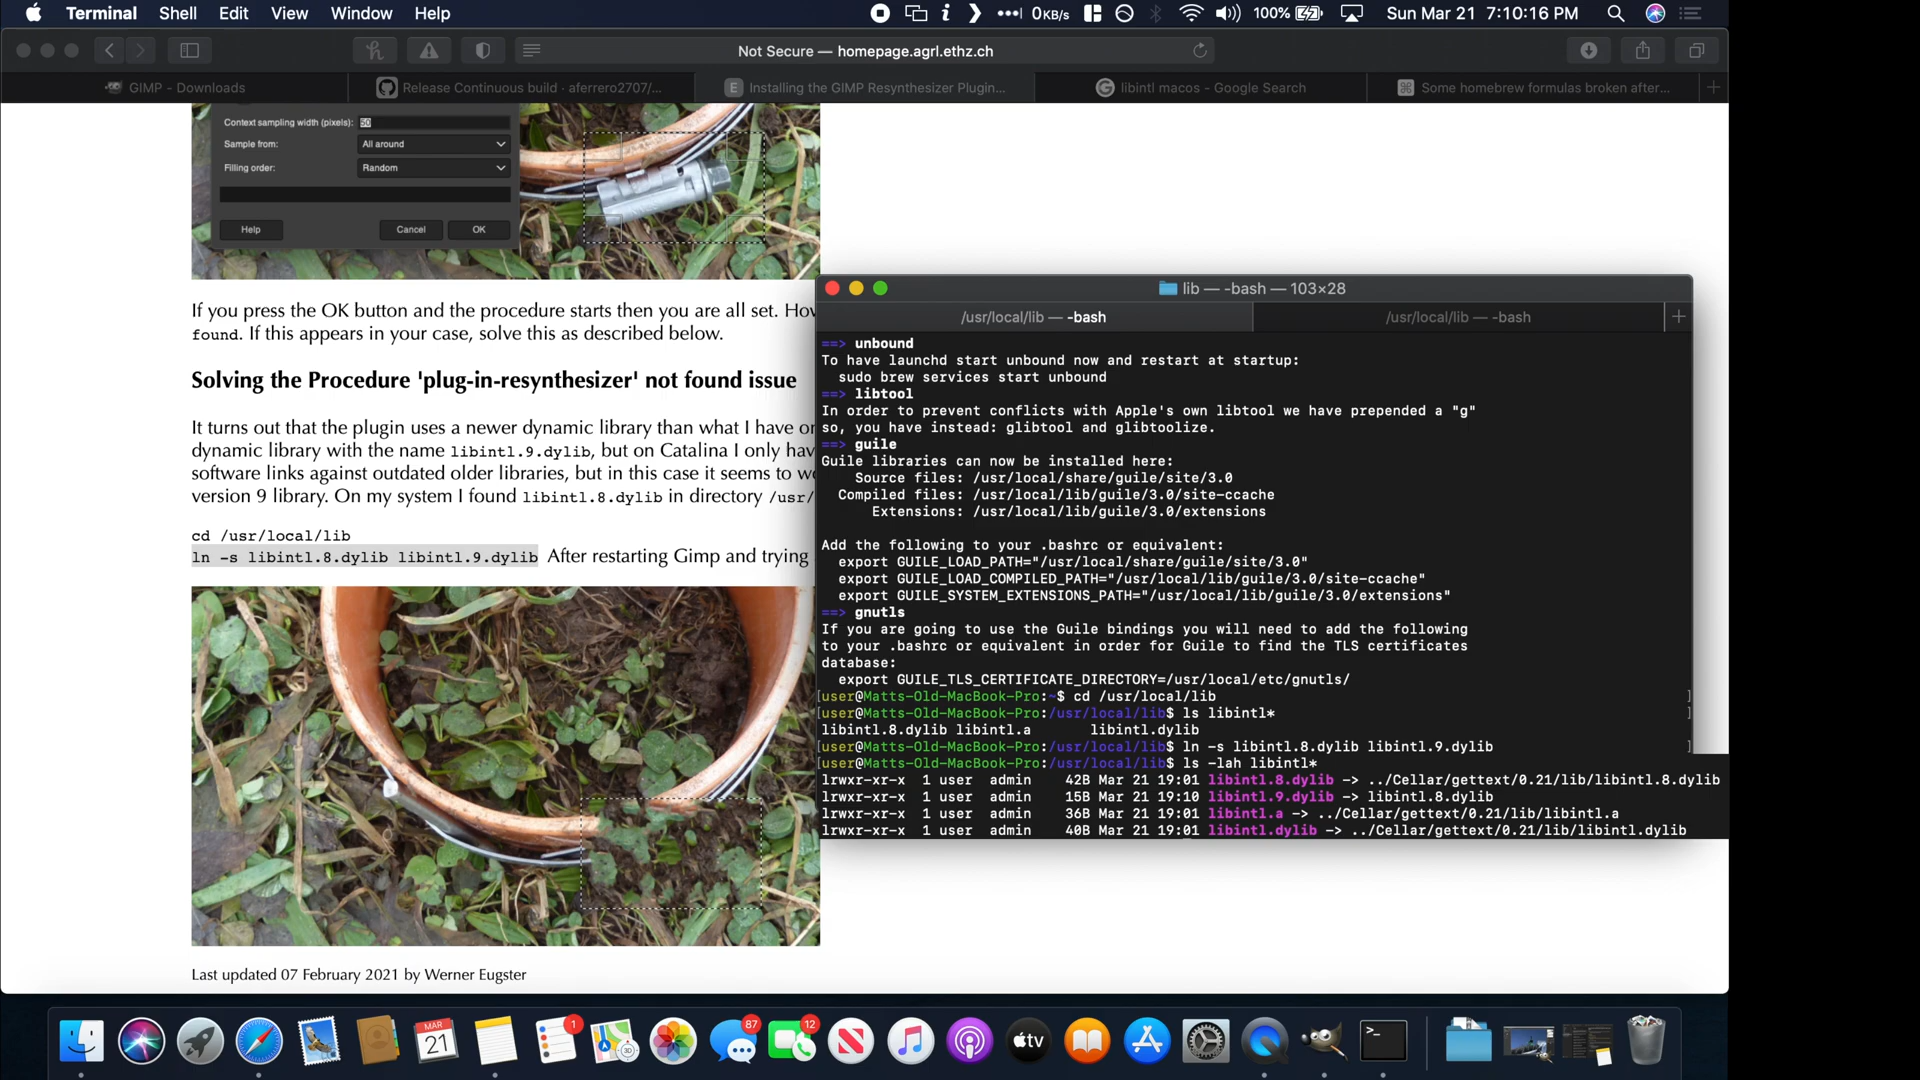 Terminal Shell Edit View Window Help 0KB/s 100% Sun Mar 21 7:10:16 PM
Not Secure — homepage.agrl.ethz.ch
GIMP - Downloads
Release Continuous build · aferrero2707/...
Installing the GIMP Resynthesizer Plugin...
libintl macos - Google Search
Some homebrew formulas broken after...
Context sampling width (pixels): 50
Sample from: All around
Filling order: Random
Help Cancel OK
If you press the OK button and the procedure starts then you are all set. Hov
found. If this appears in your case, solve this as described below.
Solving the Procedure 'plug-in-resynthesizer' not found issue
It turns out that the plugin uses a newer dynamic library than what I have or
dynamic library with the name libintl.9.dylib, but on Catalina I only hav
software links against outdated older libraries, but in this case it seems to w
version 9 library. On my system I found libintl.8.dylib in directory /usr/
cd /usr/local/lib
ln -s libintl.8.dylib libintl.9.dylib After restarting Gimp and trying
Last updated 07 February 2021 by Werner Eugster
lib — -bash — 103×28
/usr/local/lib — -bash
/usr/local/lib — -bash
==> unbound
To have launchd start unbound now and restart at startup:
sudo brew services start unbound
==> libtool
In order to prevent conflicts with Apple's own libtool we have prepended a "g"
so, you have instead: glibtool and glibtoolize.
==> guile
Guile libraries can now be installed here:
Source files: /usr/local/share/guile/site/3.0
Compiled files: /usr/local/lib/guile/3.0/site-ccache
Extensions: /usr/local/lib/guile/3.0/extensions
Add the following to your .bashrc or equivalent:
export GUILE_LOAD_PATH="/usr/local/share/guile/site/3.0"
export GUILE_LOAD_COMPILED_PATH="/usr/local/lib/guile/3.0/site-ccache"
export GUILE_SYSTEM_EXTENSIONS_PATH="/usr/local/lib/guile/3.0/extensions"
==> gnutls
If you are going to use the Guile bindings you will need to add the following
to your .bashrc or equivalent in order for Guile to find the TLS certificates
database:
export GUILE_TLS_CERTIFICATE_DIRECTORY=/usr/local/etc/gnutls/
[user@Matts-Old-MacBook-Pro:~$ cd /usr/local/lib ]
[user@Matts-Old-MacBook-Pro:/usr/local/lib$ ls libintl* ]
libintl.8.dylib libintl.a libintl.dylib
[user@Matts-Old-MacBook-Pro:/usr/local/lib$ ln -s libintl.8.dylib libintl.9.dylib ]
[user@Matts-Old-MacBook-Pro:/usr/local/lib$ ls -lah libintl*
lrwxr-xr-x 1 user admin 42B Mar 21 19:01 libintl.8.dylib -> ../Cellar/gettext/0.21/lib/libintl.8.dylib
lrwxr-xr-x 1 user admin 15B Mar 21 19:10 libintl.9.dylib -> libintl.8.dylib
lrwxr-xr-x 1 user admin 36B Mar 21 19:01 libintl.a -> ../Cellar/gettext/0.21/lib/libintl.a
lrwxr-xr-x 1 user admin 40B Mar 21 19:01 libintl.dylib -> ../Cellar/gettext/0.21/lib/libintl.dylib
MAR
21
1
3D
87
12
tv